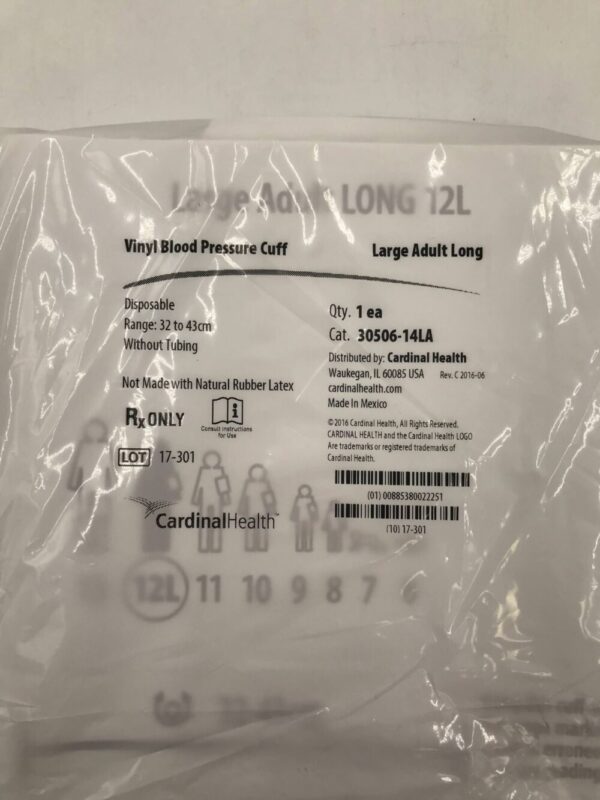 Large Adult LONG 12L
Vinyl Blood Pressure Cuff
Large Adult Long
Disposable
Range: 32 to 43cm
Without Tubing
Not Made with Natural Rubber Latex
Rx ONLY
Consult instructions
for Use
LOT 17-301
CardinalHealth™
Qty. 1 ea
Cat. 30506-14LA
Distributed by: Cardinal Health
Waukegan, IL 60085 USA Rev. C 2016-06
cardinalhealth.com
Made In Mexico
©2016 Cardinal Health, All Rights Reserved.
CARDINAL HEALTH and the Cardinal Health LOGO
Are trademarks or registered trademarks of
Cardinal Health.
(01) 00885380022251
(10) 17-301
12L 11 10 9 8 7